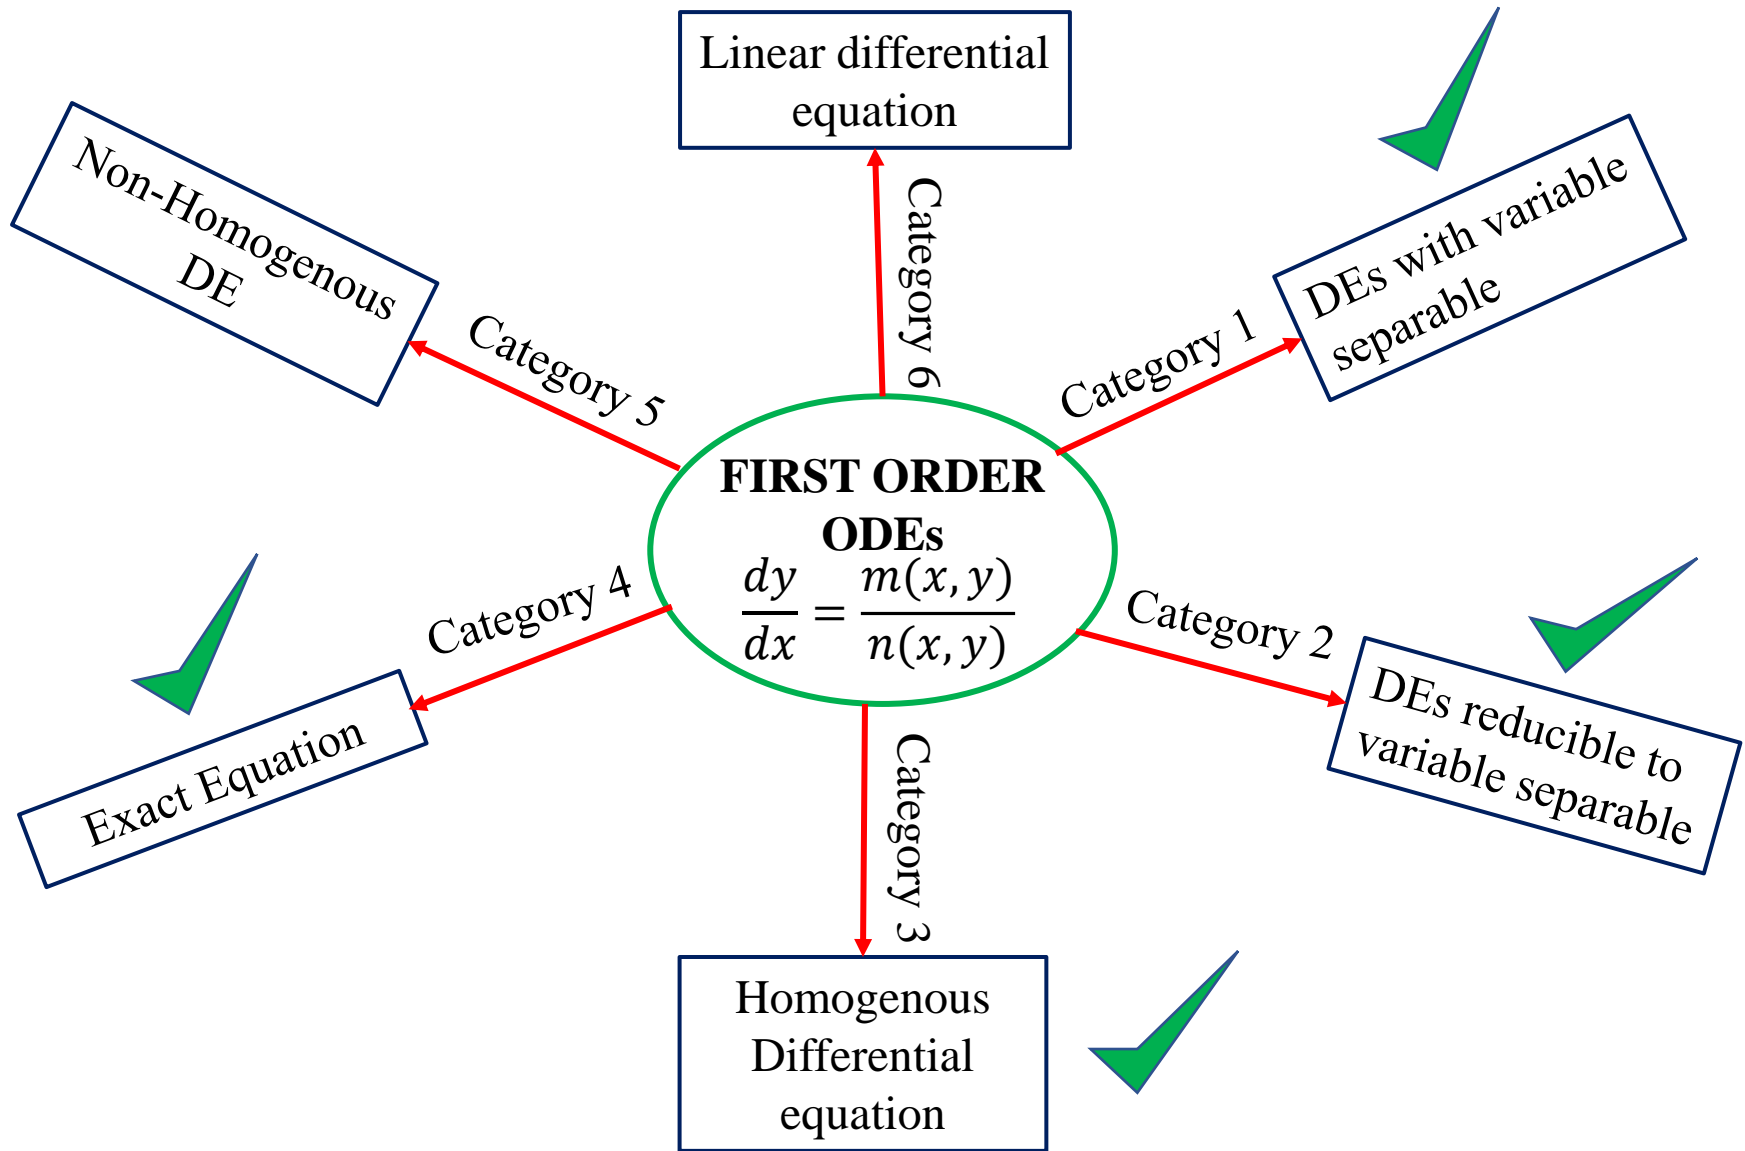 Linear differential
equation
Category 6
DEs with variable
separable
Category 1
Non-Homogenous
DE
Category 5
FIRST ORDER
ODEs
dy/dx = m(x, y)/n(x, y)
Category 4
Exact Equation
Category 2
DEs reducible to
variable separable
Category 3
Homogenous
Differential
equation